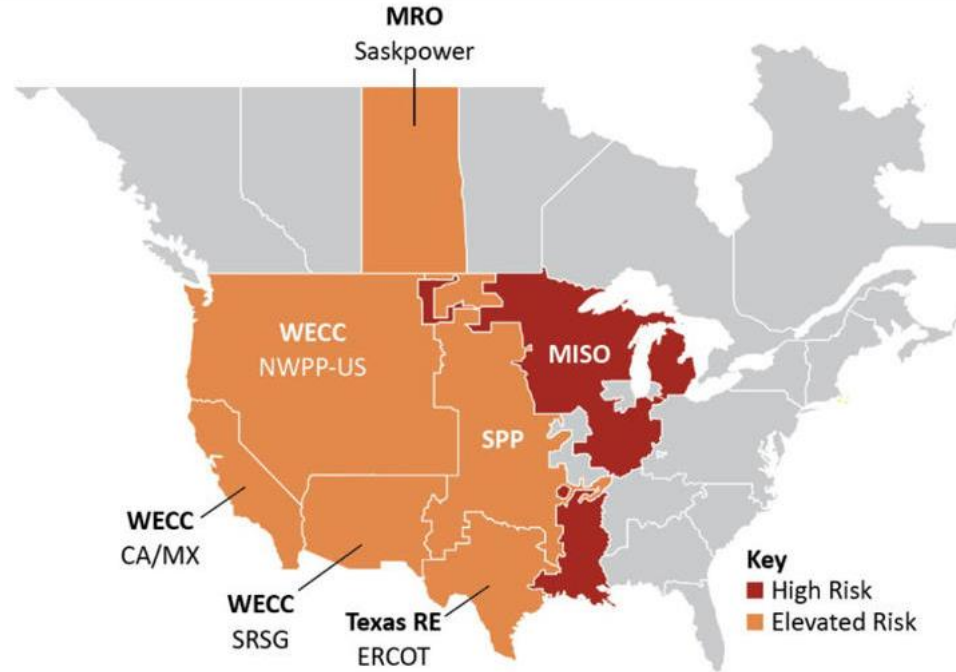 MRO
Saskpower
WECC
NWPP-US
MISO
SPP
WECC
CA/MX
WECC
SRSG
Texas RE
ERCOT
Key
High Risk
Elevated Risk